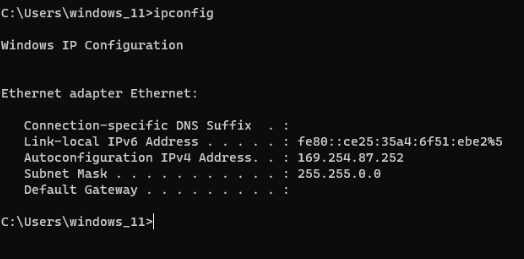 C:\Users\windows_11>ipconfig
Windows IP Configuration
Ethernet adapter Ethernet:
Connection-specific DNS Suffix  . :
Link-local IPv6 Address . . . . . : fe80::ce25:35a4:6f51:ebe2%5
Autoconfiguration IPv4 Address. . : 169.254.87.252
Subnet Mask . . . . . . . . . . . : 255.255.0.0
Default Gateway . . . . . . . . . :
C:\Users\windows_11>